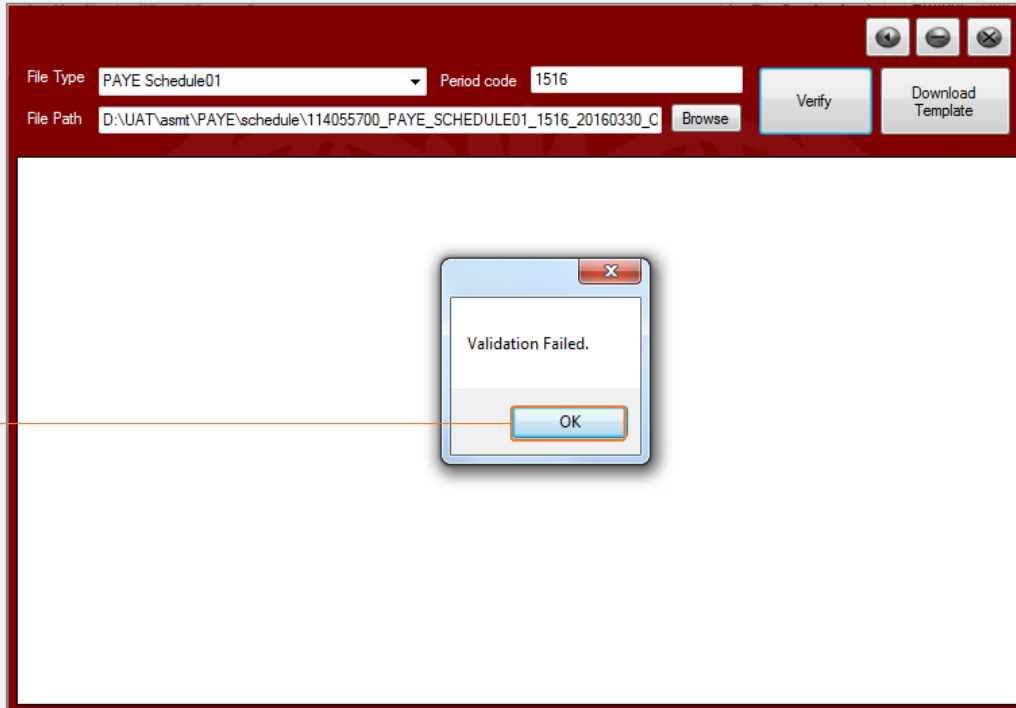 File Type PAYE Schedule01 Period code 1516
Verify Download Template
File Path D:\UAT\asmt\PAYE\schedule\114055700_PAYE_SCHEDULE01_1516_20160330_ Browse
Validation Failed.
OK